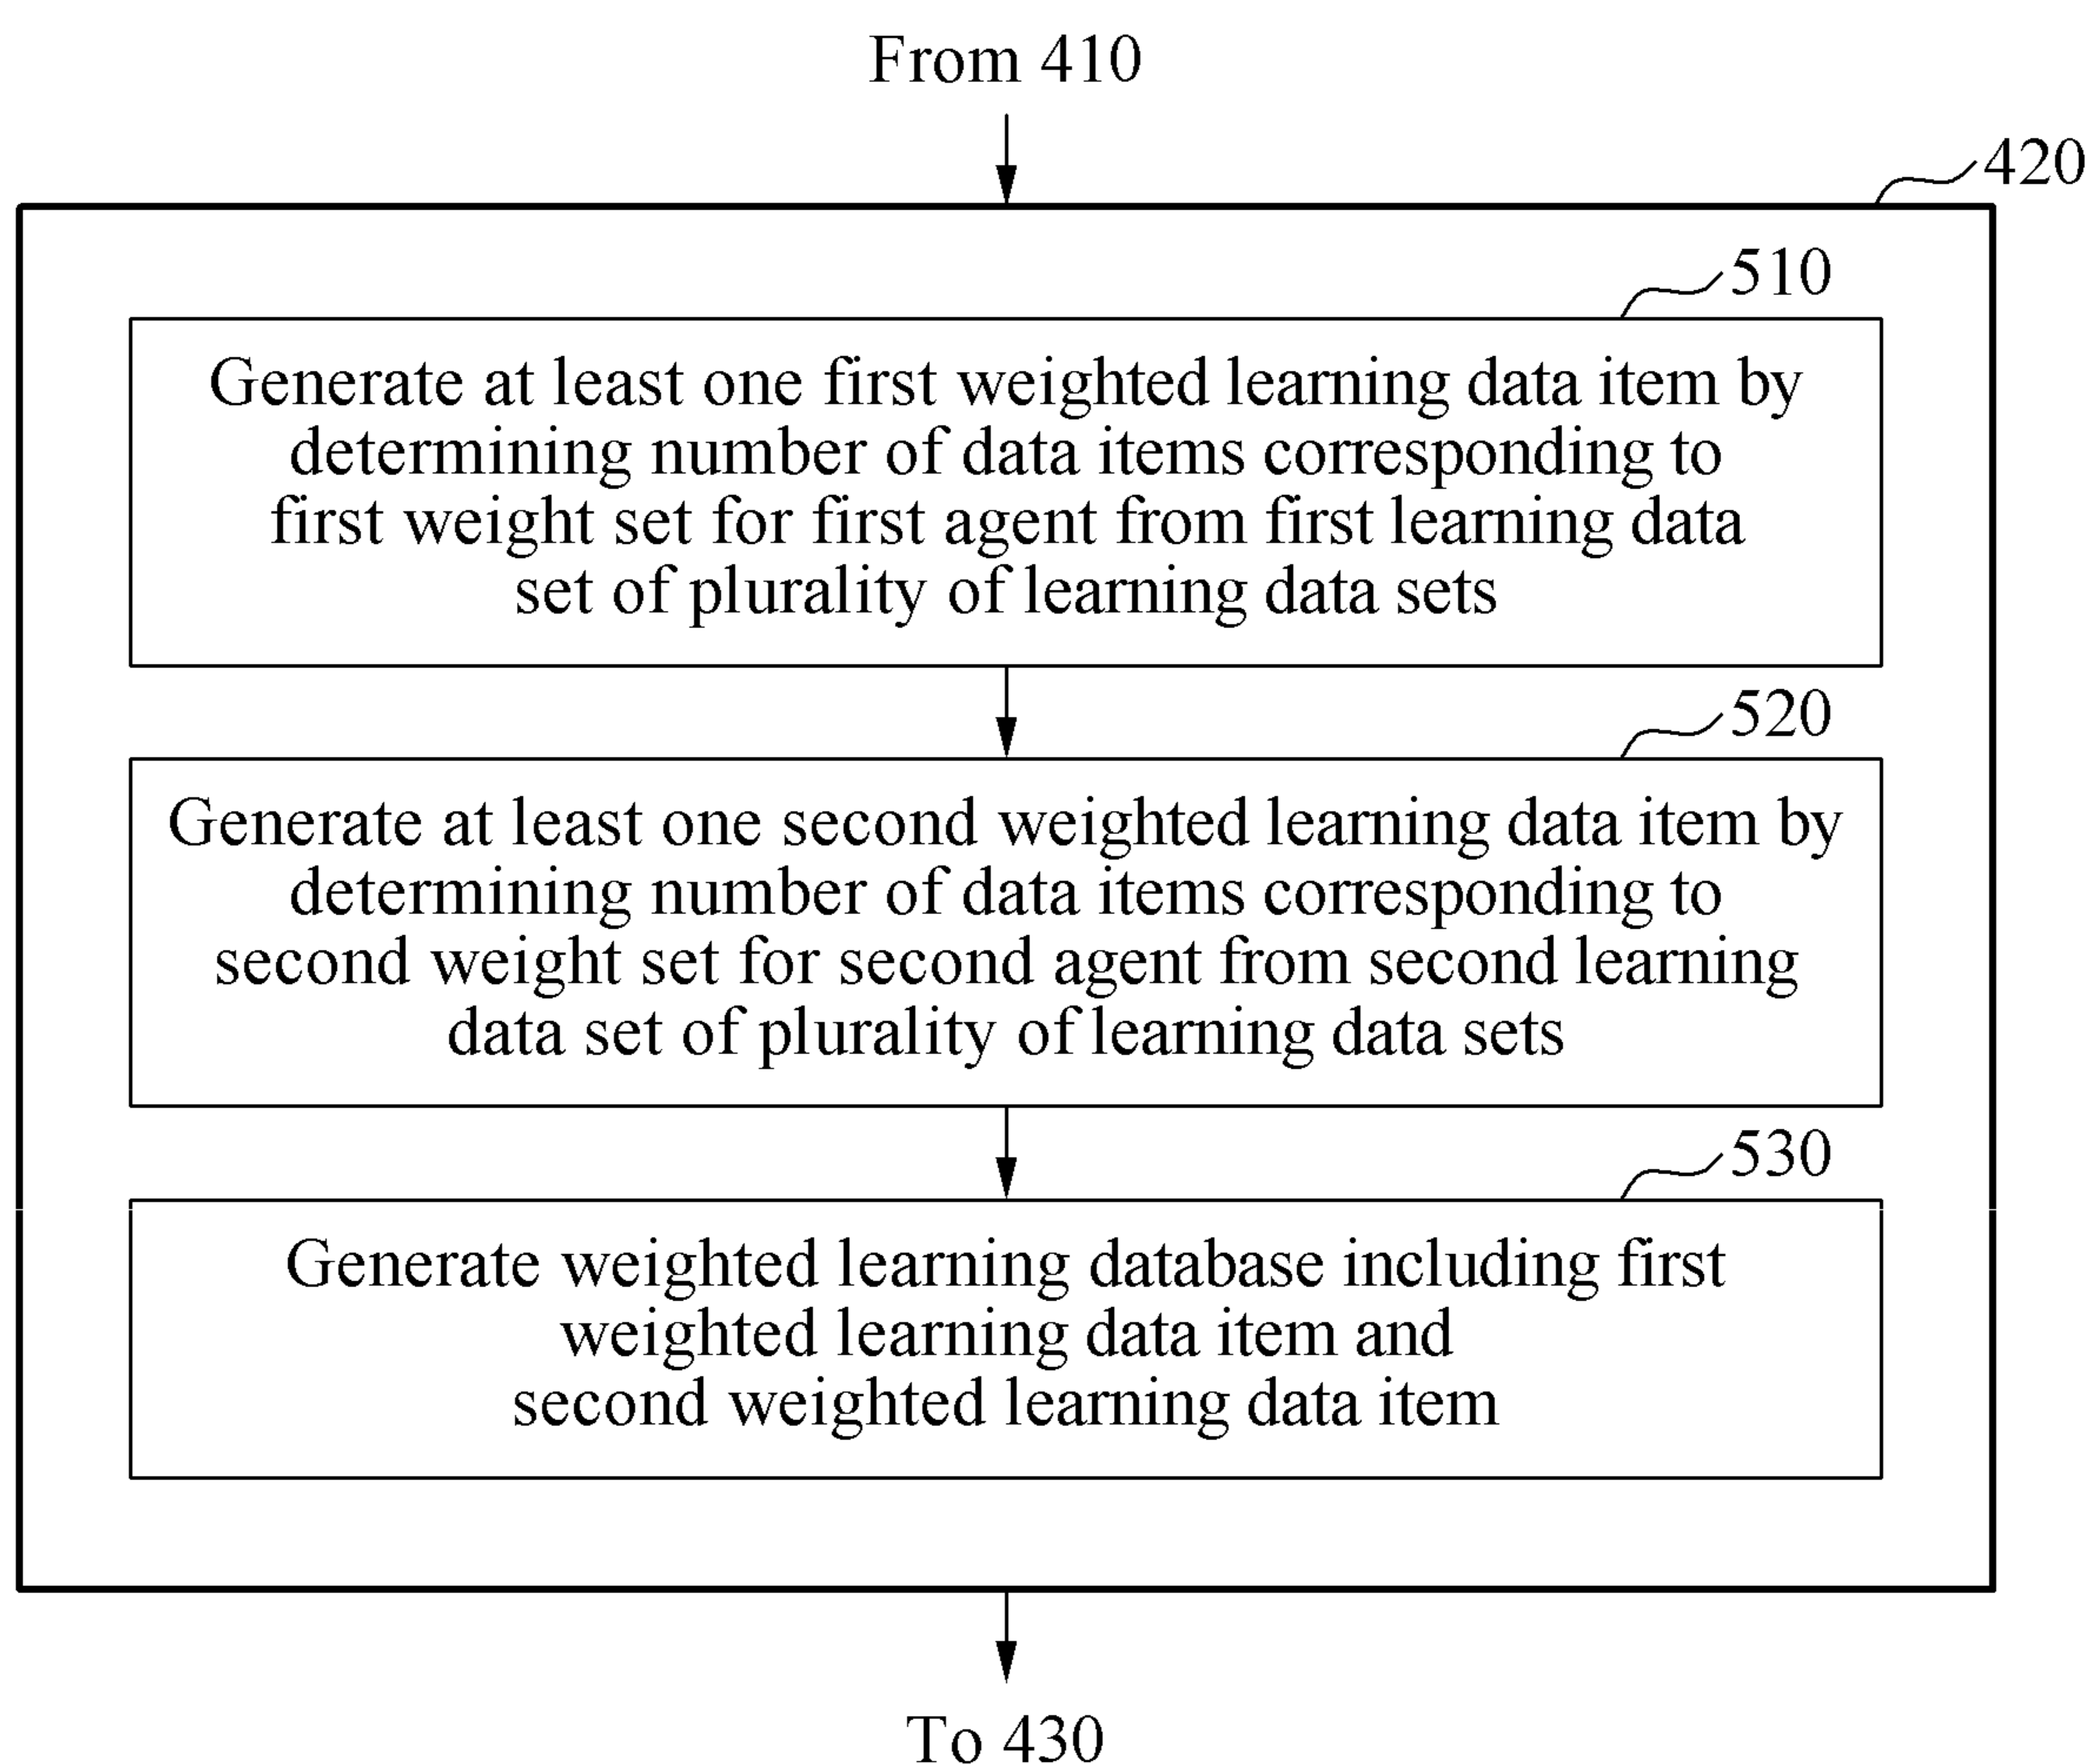 From 410
420
510
Generate at least one first weighted learning data item by
determining number of data items corresponding to
first weight set for first agent from first learning data
set of plurality of learning data sets
520
Generate at least one second weighted learning data item by
determining number of data items corresponding to
second weight set for second agent from second learning
data set of plurality of learning data sets
530
Generate weighted learning database including first
weighted learning data item and
second weighted learning data item
To 430